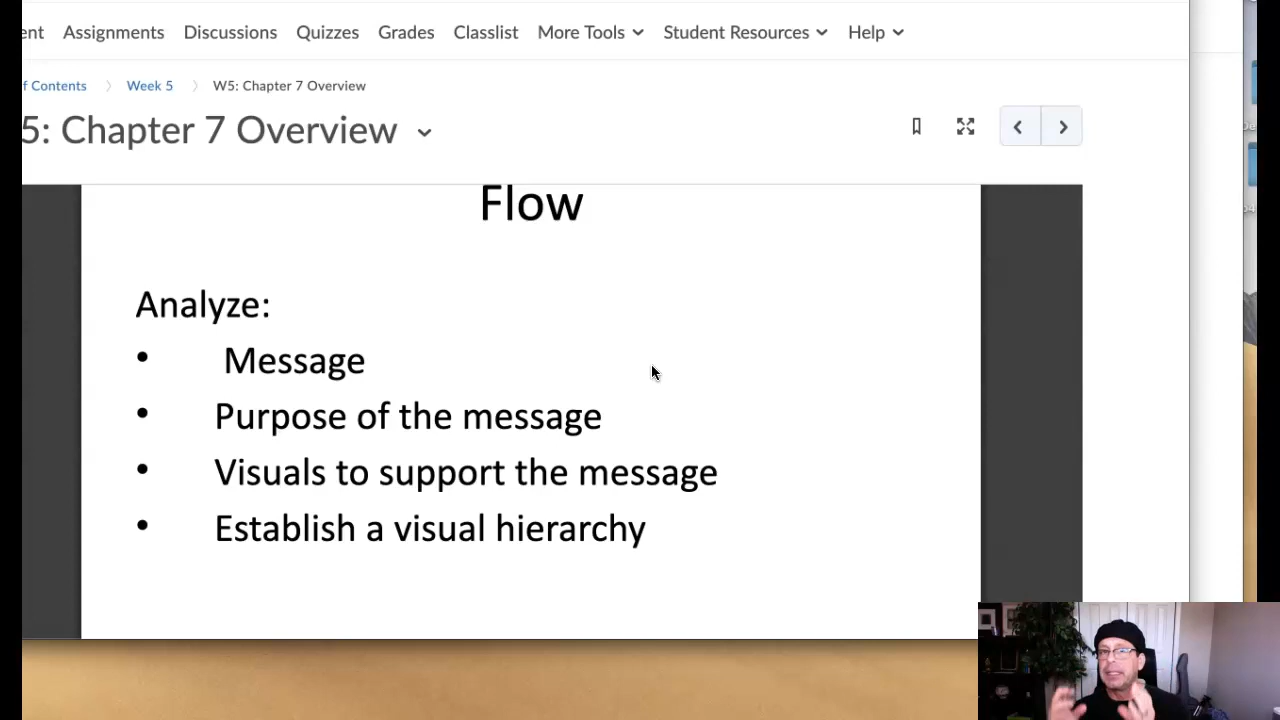 ent Assignments Discussions Quizzes Grades Classlist More Tools Student Resources Help
f Contents Week 5 W5: Chapter 7 Overview
5: Chapter 7 Overview
Flow
Analyze:
• Message
• Purpose of the message
• Visuals to support the message
• Establish a visual hierarchy